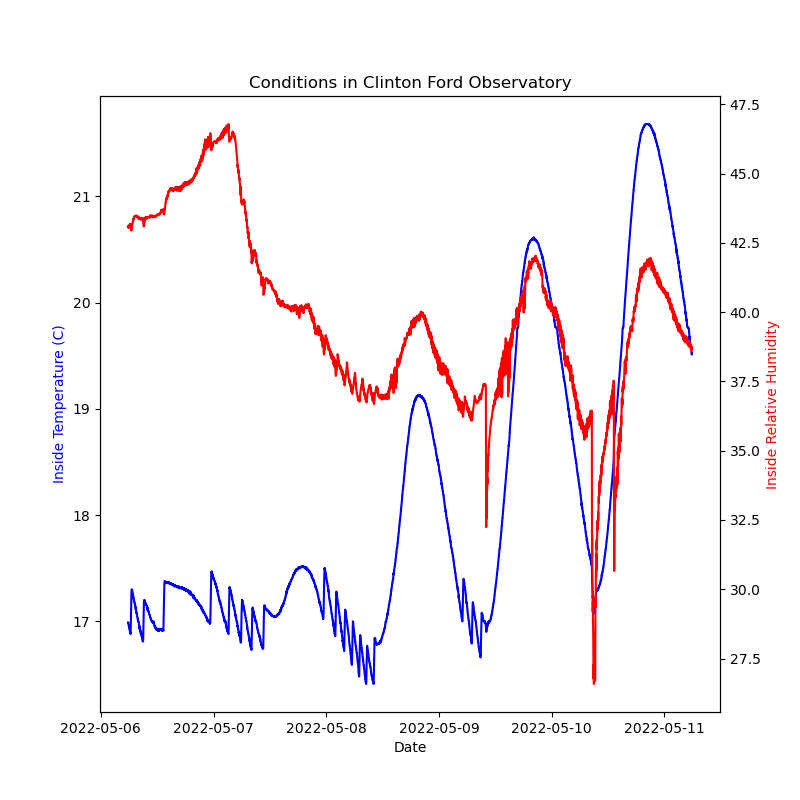 Conditions in Clinton Ford Observatory
47.5
45.0
42.5
40.0
37.5
35.0
32.5
30.0
27.5
21
20
19
18
17
Inside Temperature (C)
Inside Relative Humidity
2022-05-06 2022-05-07 2022-05-08 2022-05-09 2022-05-10 2022-05-11
Date